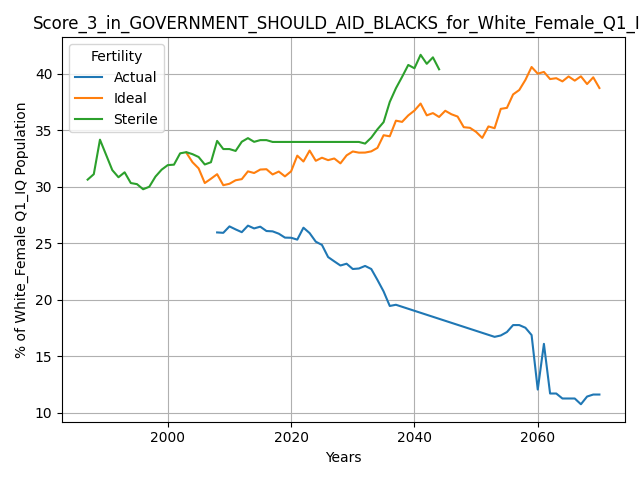 Score_3_in_GOVERNMENT_SHOULD_AID_BLACKS_for_White_Female_Q1_I
Fertility
Actual
Ideal
Sterile
40
35
30
25
20
15
10
% of White_Female Q1_IQ Population
2000
2020
2040
2060
Years